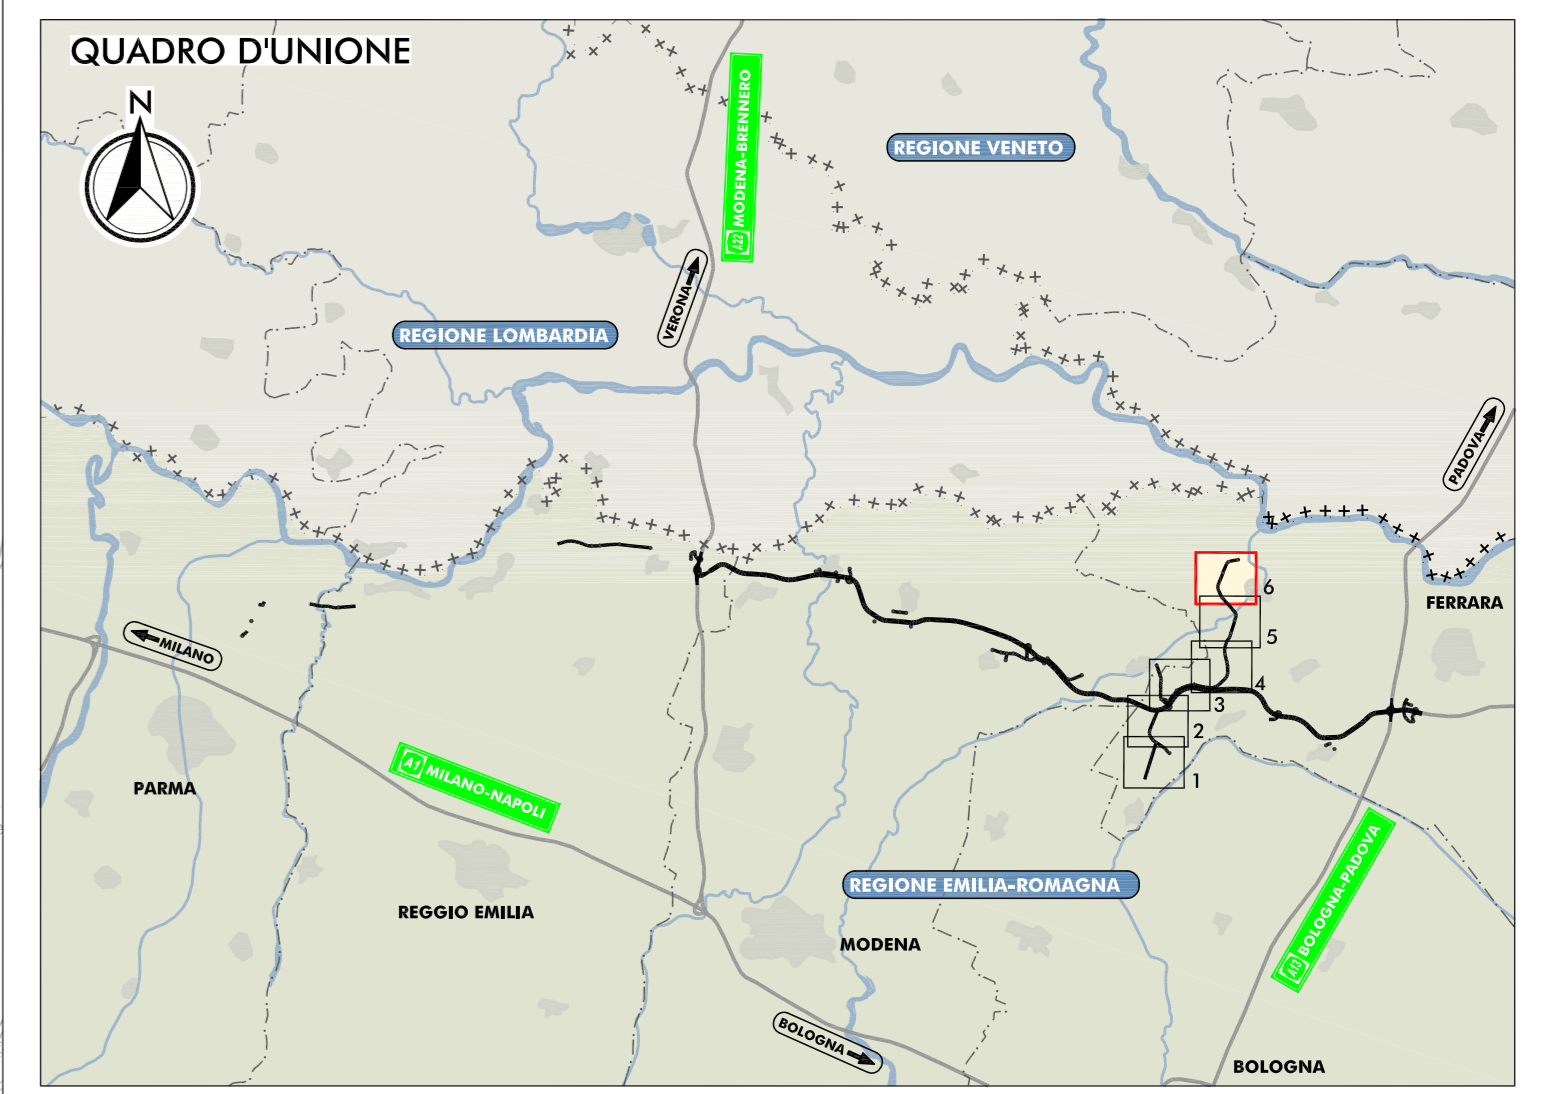 QUADRO D'UNIONE
N
A22 MODENA-BRENNERO
REGIONE VENETO
VERONA
REGIONE LOMBARDIA
PADOVA
6
FERRARA
5
MILANO
4
3
2
1
A1 MILANO-NAPOLI
PARMA
A13 BOLOGNA-PADOVA
REGIONE EMILIA-ROMAGNA
REGGIO EMILIA
MODENA
BOLOGNA
BOLOGNA